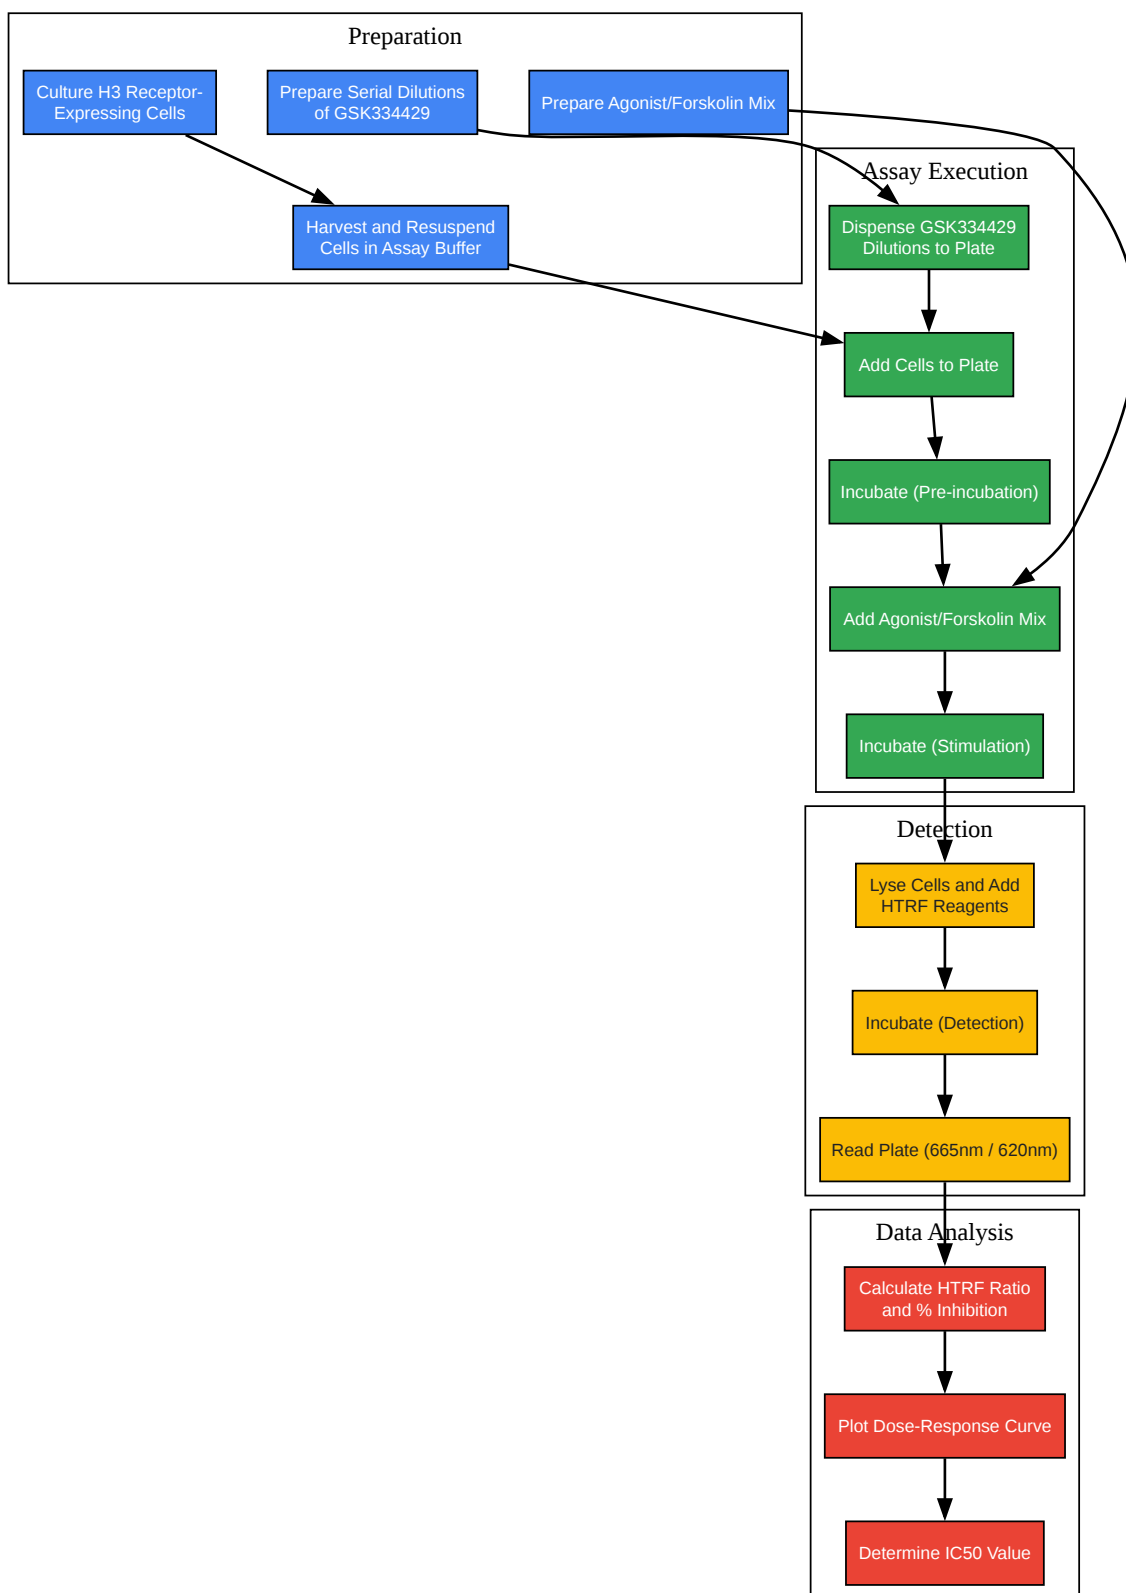 Preparation
Culture H3 Receptor-
Expressing Cells
Prepare Serial Dilutions
of GSK334429
Prepare Agonist/Forskolin Mix
Harvest and Resuspend
Cells in Assay Buffer
Assay Execution
Dispense GSK334429
Dilutions to Plate
Add Cells to Plate
Incubate (Pre-incubation)
Add Agonist/Forskolin Mix
Incubate (Stimulation)
Detection
Lyse Cells and Add
HTRF Reagents
Incubate (Detection)
Read Plate (665nm / 620nm)
Data Analysis
Calculate HTRF Ratio
and % Inhibition
Plot Dose-Response Curve
Determine IC50 Value